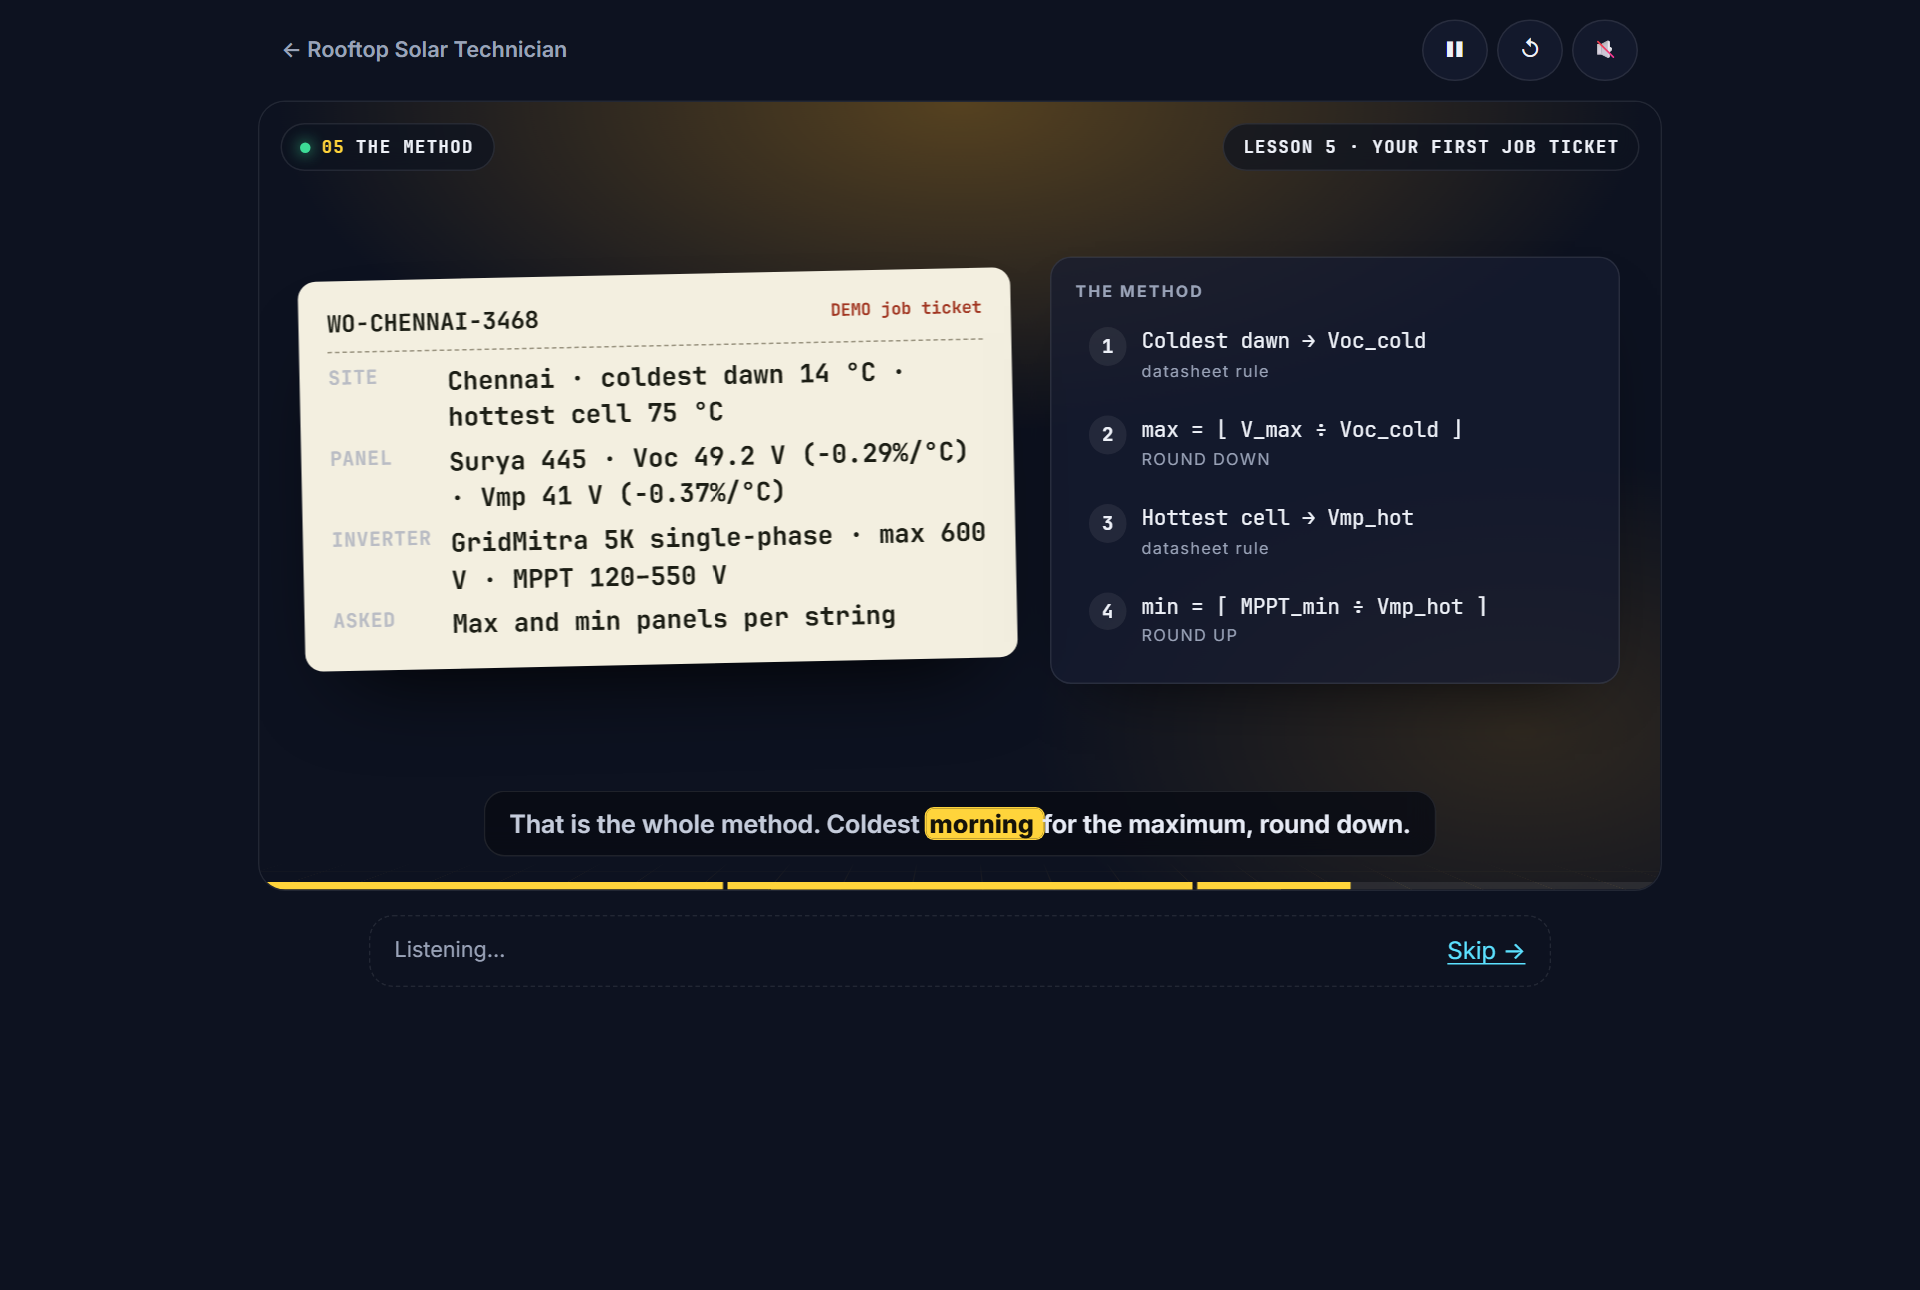 ← Rooftop Solar Technician
05 THE METHOD
LESSON 5 · YOUR FIRST JOB TICKET
WO-CHENNAI-3468
DEMO job ticket
SITE
Chennai · coldest dawn 14 °C ·
hottest cell 75 °C
PANEL
Surya 445 · Voc 49.2 V (-0.29%/°C)
· Vmp 41 V (-0.37%/°C)
INVERTER
GridMitra 5K single-phase · max 600
V · MPPT 120–550 V
ASKED
Max and min panels per string
THE METHOD
1
Coldest dawn → Voc_cold
datasheet rule
2
max = ⌊ V_max ÷ Voc_cold ⌋
ROUND DOWN
3
Hottest cell → Vmp_hot
datasheet rule
4
min = ⌈ MPPT_min ÷ Vmp_hot ⌉
ROUND UP
That is the whole method. Coldest morning for the maximum, round down.
Listening...
Skip →